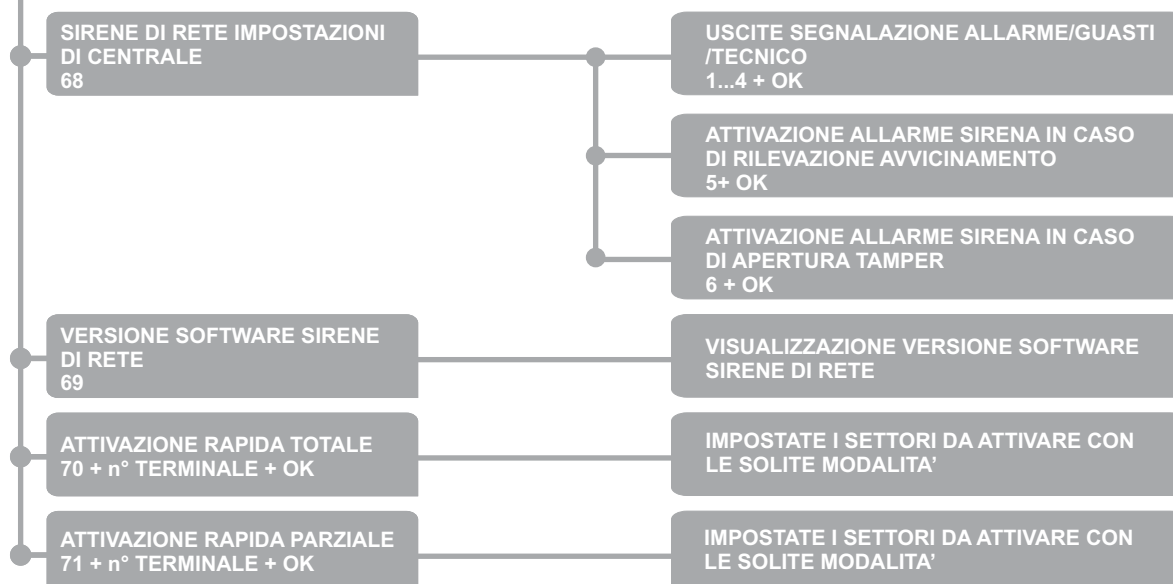 SIRENE DI RETE IMPOSTAZIONI
DI CENTRALE
68
USCITE SEGNALAZIONE ALLARME/GUASTI
/TECNICO
1...4 + OK
ATTIVAZIONE ALLARME SIRENA IN CASO
DI RILEVAZIONE AVVICINAMENTO
5+ OK
ATTIVAZIONE ALLARME SIRENA IN CASO
DI APERTURA TAMPER
6 + OK
VERSIONE SOFTWARE SIRENE
DI RETE
69
VISUALIZZAZIONE VERSIONE SOFTWARE
SIRENE DI RETE
ATTIVAZIONE RAPIDA TOTALE
70 + n° TERMINALE + OK
IMPOSTATE I SETTORI DA ATTIVARE CON
LE SOLITE MODALITA’
ATTIVAZIONE RAPIDA PARZIALE
71 + n° TERMINALE + OK
IMPOSTATE I SETTORI DA ATTIVARE CON
LE SOLITE MODALITA’